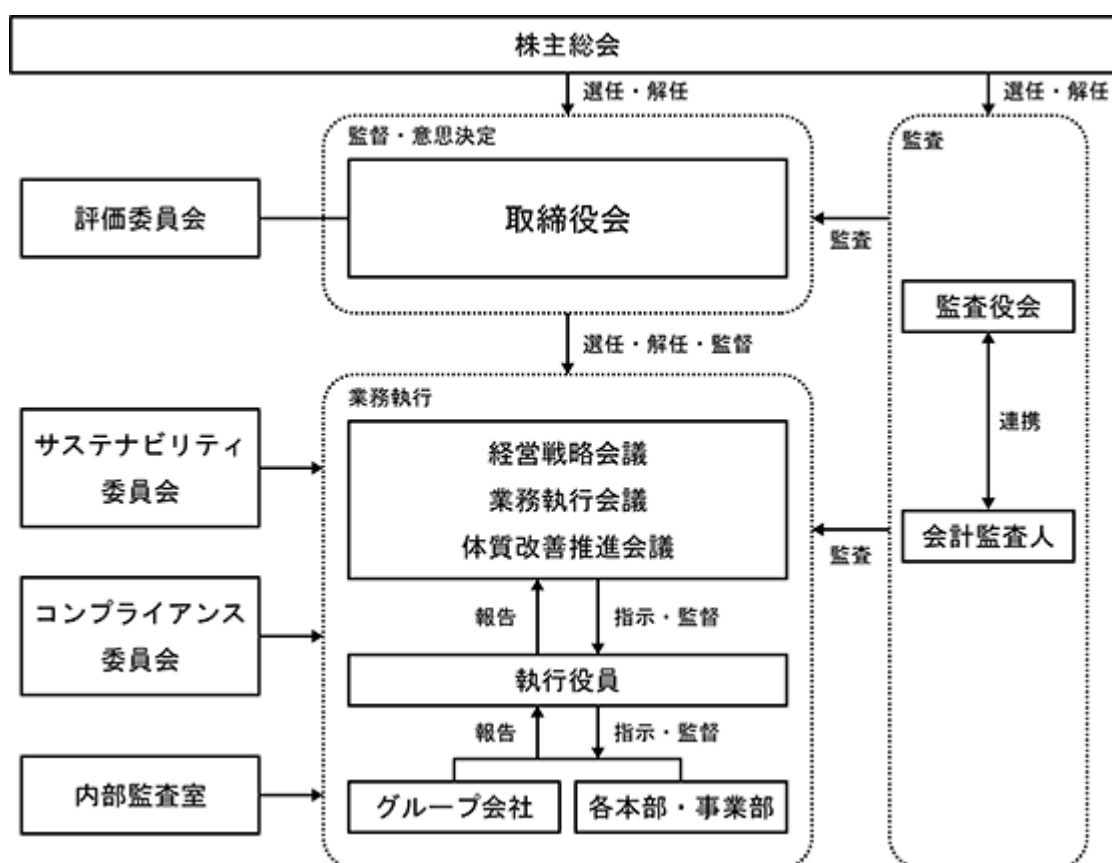 株主総会
選任・解任
選任・解任
監督・意思決定
監査
評価委員会
取締役会
監査
監査役会
選任・解任・監督
業務執行
サステナビリティ
委員会
経営戦略会議
業務執行会議
体質改善推進会議
連携
会計監査人
監査
コンプライアンス
委員会
報告
指示・監督
執行役員
報告
指示・監督
内部監査室
グループ会社
各本部・事業部